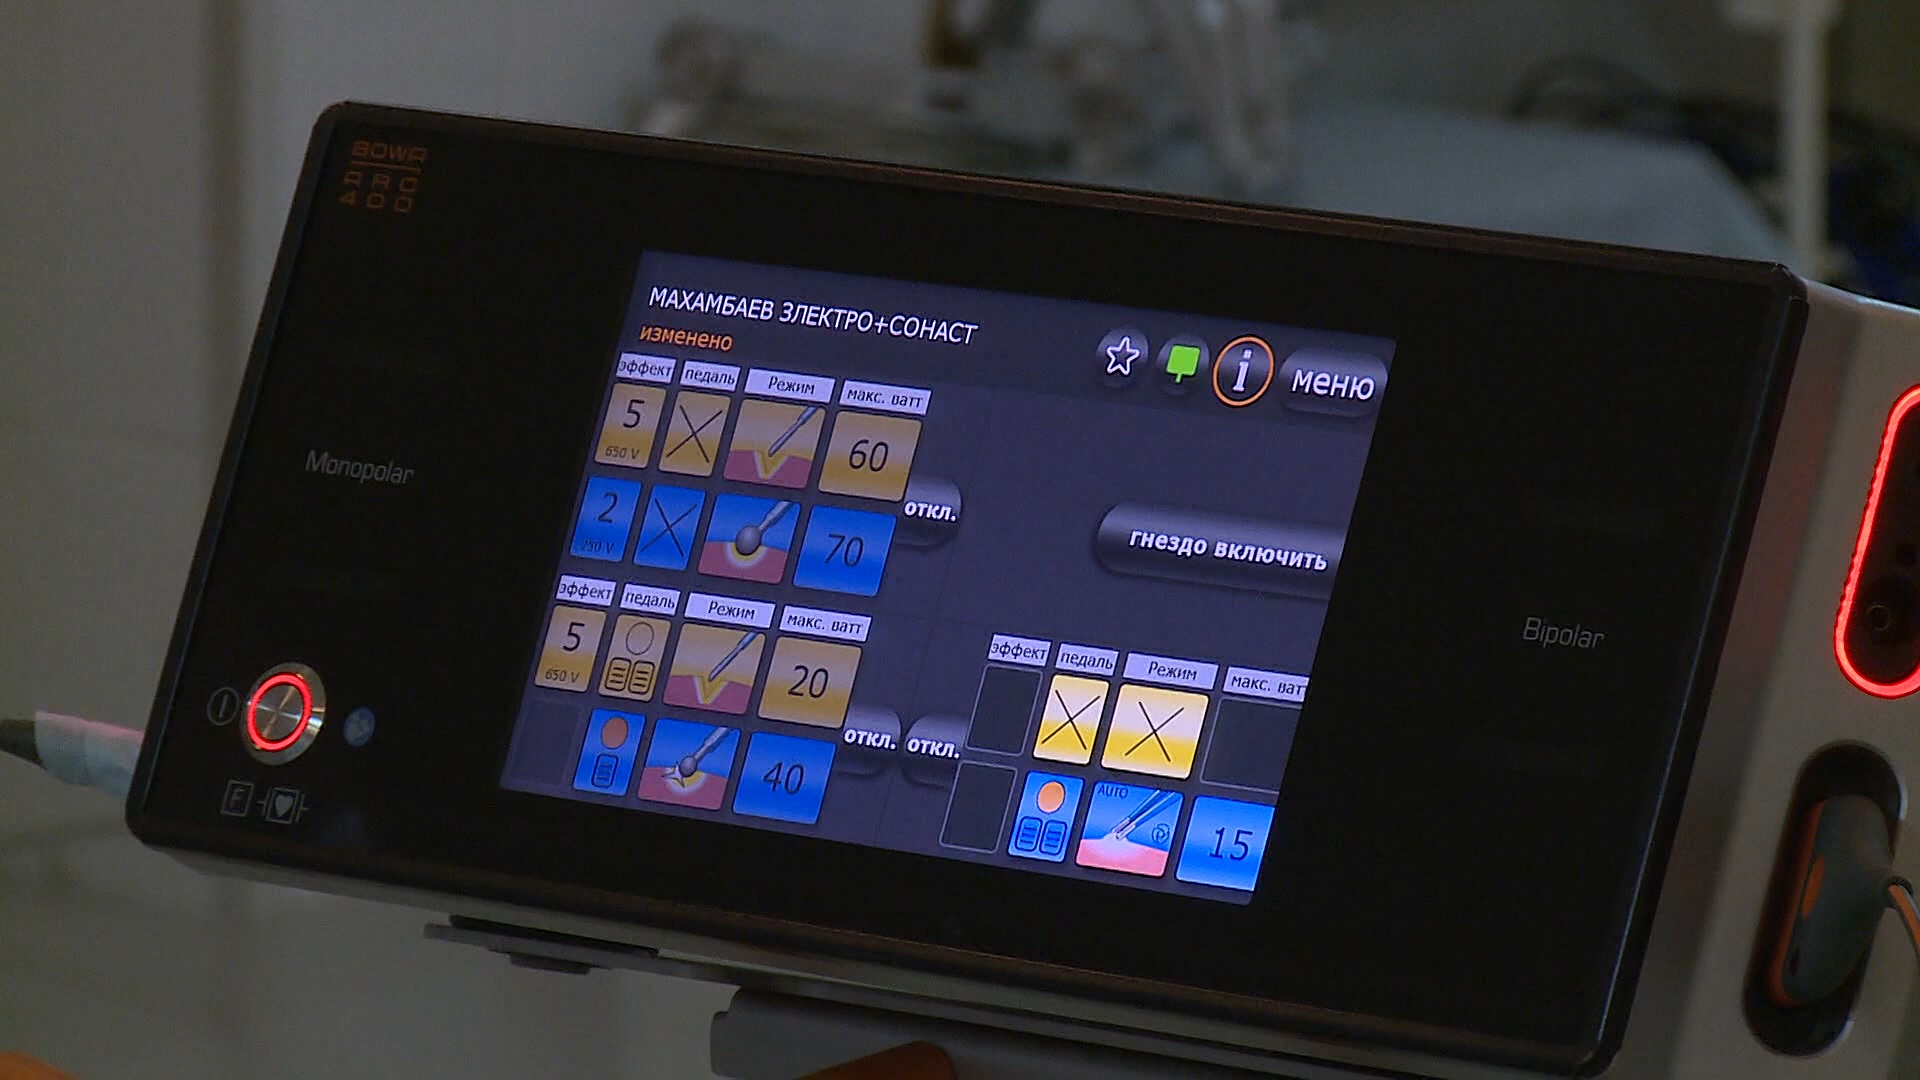 BOWA
ARC
400
МАХАМБАЕВ ЗЛЕКТРО+СОНАСТ
изменено
i
меню
эффект педаль Режим макс. ватт
5
650 V
60
откл.
2
250 V
70
гнездо включить
Monopolar
Bipolar
эффект педаль Режим макс. ватт
5
650 V
20
откл.
40
откл.
эффект педаль Режим макс. ват
AUTO
15
F